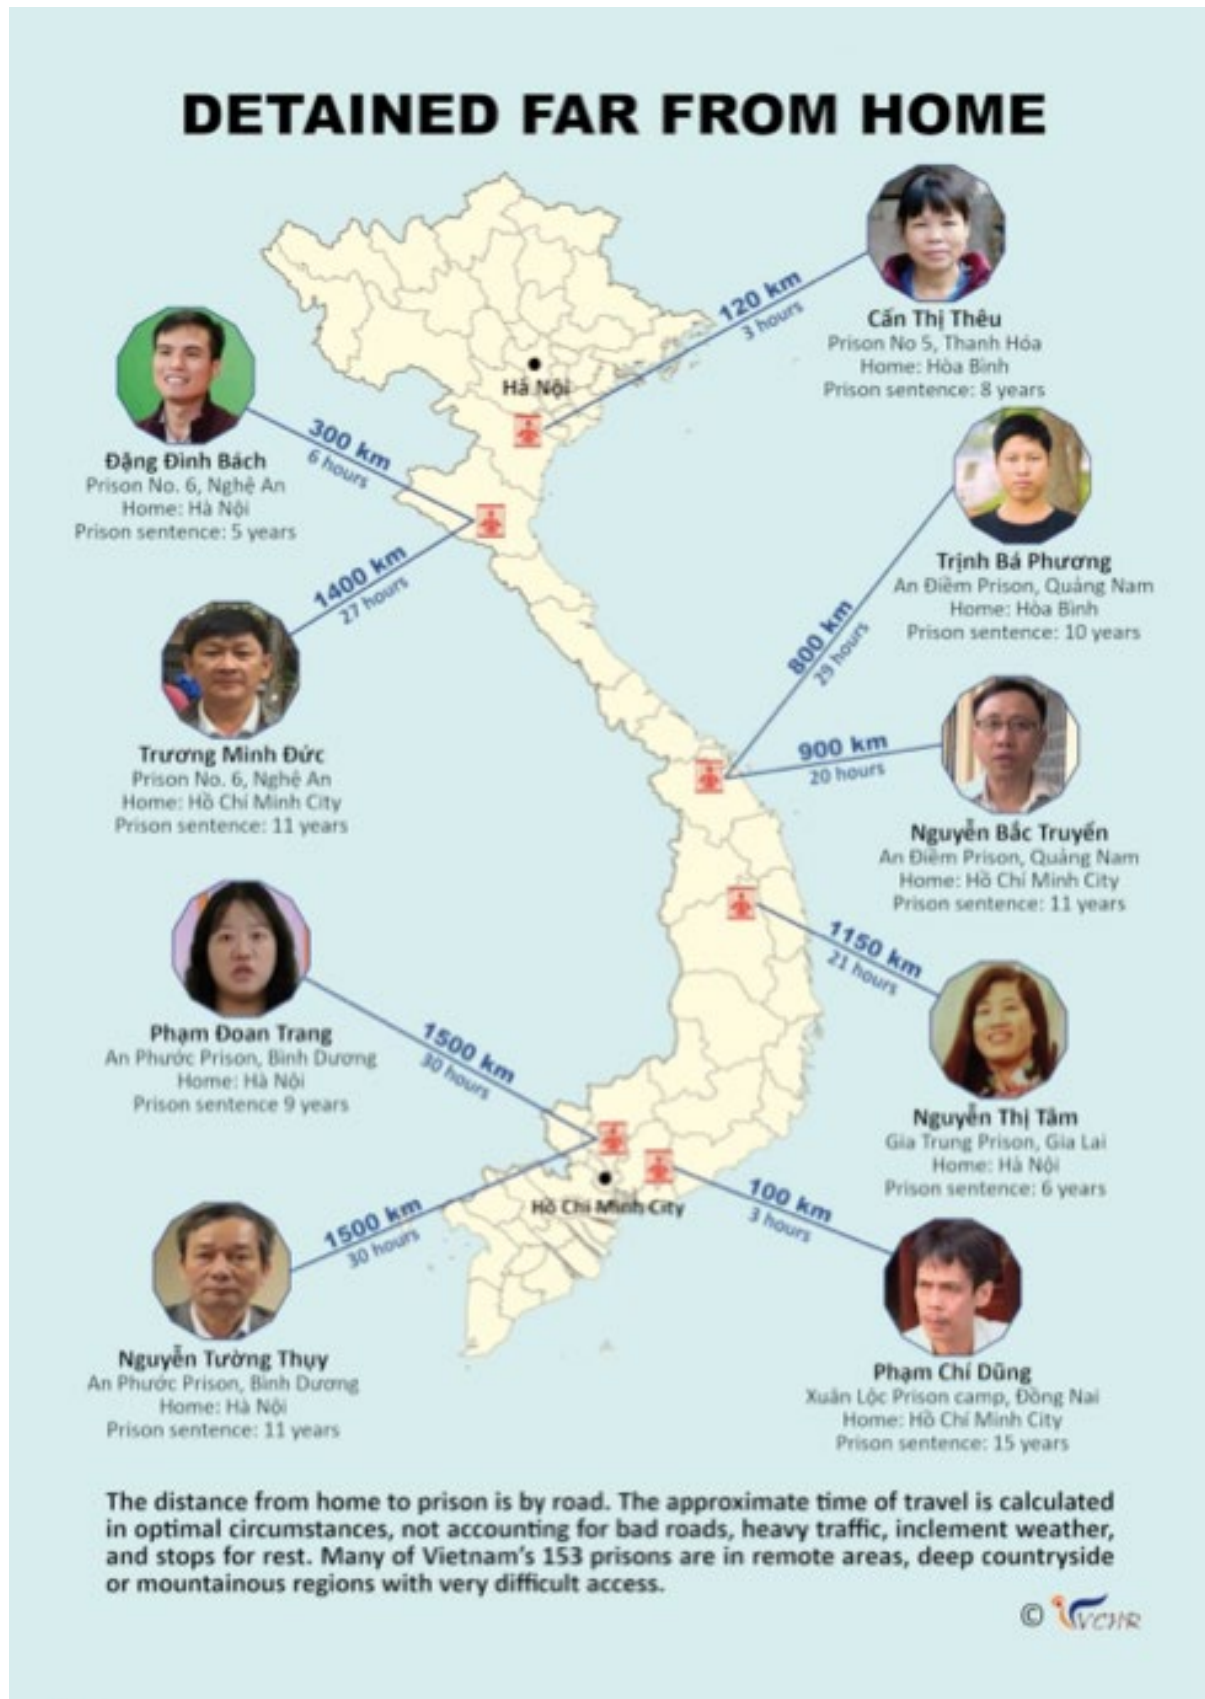 DETAINED FAR FROM HOME
120 km
3 hours
Cấn Thị Thêu
Prison No 5, Thanh Hóa
Home: Hòa Bình
Prison sentence: 8 years
Hà Nội
300 km
6 hours
Đặng Đình Bách
Prison No. 6, Nghệ An
Home: Hà Nội
Prison sentence: 5 years
Trịnh Bá Phương
An Điềm Prison, Quảng Nam
Home: Hòa Bình
Prison sentence: 10 years
800 km
29 hours
1400 km
27 hours
Trương Minh Đức
Prison No. 6, Nghệ An
Home: Hồ Chí Minh City
Prison sentence: 11 years
900 km
20 hours
Nguyễn Bắc Truyển
An Điềm Prison, Quảng Nam
Home: Hồ Chí Minh City
Prison sentence: 11 years
1150 km
21 hours
Nguyễn Thị Tâm
Gia Trung Prison, Gia Lai
Home: Hà Nội
Prison sentence: 6 years
Phạm Đoan Trang
An Phước Prison, Bình Dương
Home: Hà Nội
Prison sentence 9 years
1500 km
30 hours
Hồ Chí Minh City
100 km
3 hours
1500 km
30 hours
Nguyễn Tường Thụy
An Phước Prison, Bình Dương
Home: Hà Nội
Prison sentence: 11 years
Phạm Chí Dũng
Xuân Lộc Prison camp, Đồng Nai
Home: Hồ Chí Minh City
Prison sentence: 15 years
The distance from home to prison is by road. The approximate time of travel is calculated
in optimal circumstances, not accounting for bad roads, heavy traffic, inclement weather,
and stops for rest. Many of Vietnam's 153 prisons are in remote areas, deep countryside
or mountainous regions with very difficult access.
© VCHR